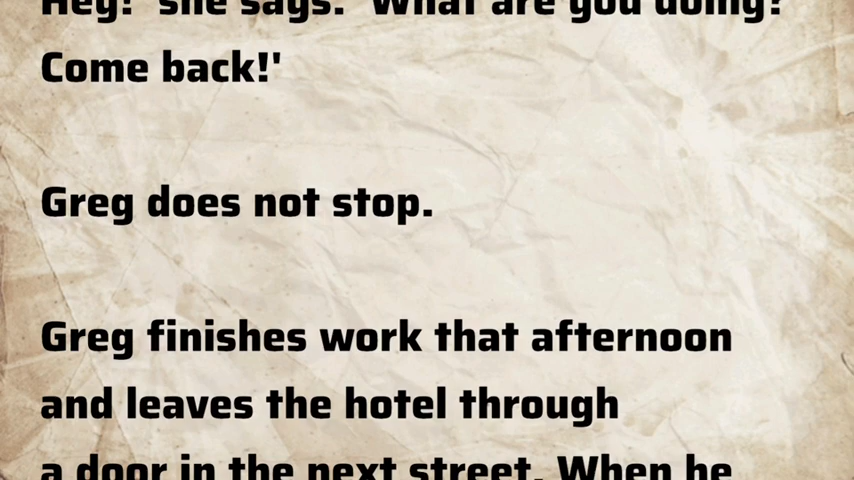 Hey!' she says. 'What are you doing?
Come back!'
Greg does not stop.
Greg finishes work that afternoon
and leaves the hotel through
a door in the next street. When he